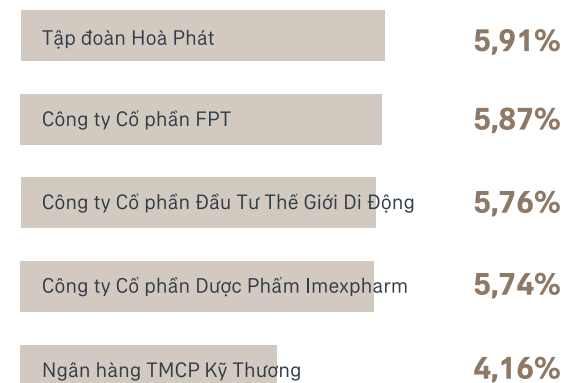 Tập đoàn Hoà Phát 5,91%
Công ty Cổ phần FPT 5,87%
Công ty Cổ phần Đầu Tư Thế Giới Di Động 5,76%
Công ty Cổ phần Dược Phẩm Imexpharm 5,74%
Ngân hàng TMCP Kỹ Thương 4,16%